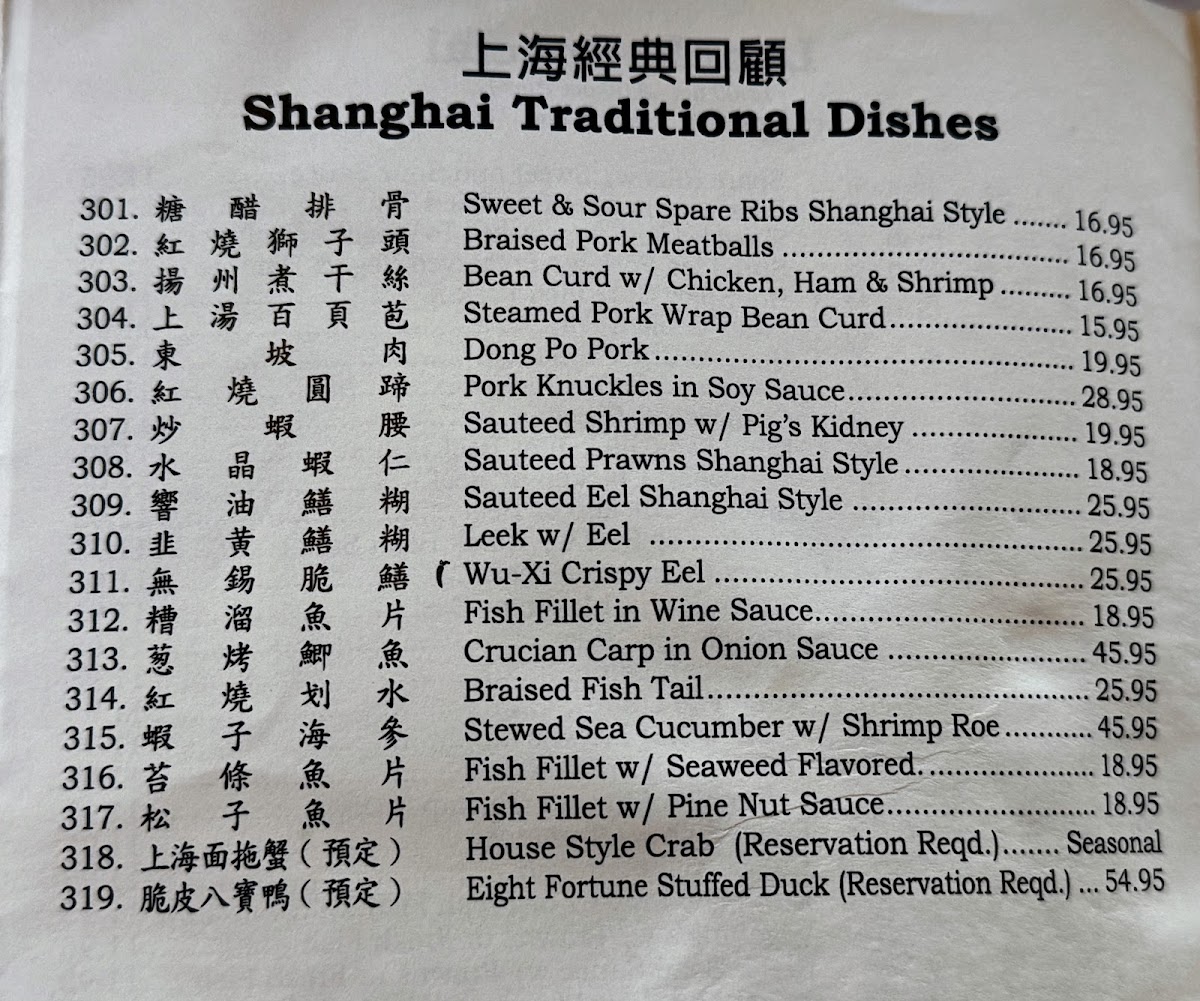 上海經典回顧
Shanghai Traditional Dishes
301. 糖醋排骨 Sweet & Sour Spare Ribs Shanghai Style ....... 16.95
302. 紅燒獅子頭 Braised Pork Meatballs ........ 16.95
303. 揚州煮干絲 Bean Curd w/ Chicken, Ham & Shrimp ......... 16.95
304. 上湯百頁苞 Steamed Pork Wrap Bean Curd ........ 15.95
305. 東坡肉 Dong Po Pork ........ 19.95
306. 紅燒圓蹄 Pork Knuckles in Soy Sauce ........ 28.95
307. 炒蝦腰 Sauteed Shrimp w/ Pig's Kidney ........ 19.95
308. 水晶蝦仁 Sauteed Prawns Shanghai Style ........ 18.95
309. 響油鱔糊 Sauteed Eel Shanghai Style ........ 25.95
310. 韭黃鱔糊 Leek w/ Eel ........ 25.95
311. 無錫脆鱔 Wu-Xi Crispy Eel ........ 25.95
312. 糟溜魚片 Fish Fillet in Wine Sauce ........ 18.95
313. 葱烤鯽魚 Crucian Carp in Onion Sauce ........ 45.95
314. 紅燒划水 Braised Fish Tail ........ 25.95
315. 蝦子海參 Stewed Sea Cucumber w/ Shrimp Roe ........... 45.95
316. 苔條魚片 Fish Fillet w/ Seaweed Flavored. ........ 18.95
317. 松子魚片 Fish Fillet w/ Pine Nut Sauce ........ 18.95
318. 上海面拖蟹（預定） House Style Crab (Reservation Reqd.) ....... Seasonal
319. 脆皮八寶鴨（預定） Eight Fortune Stuffed Duck (Reservation Reqd.) ... 54.95